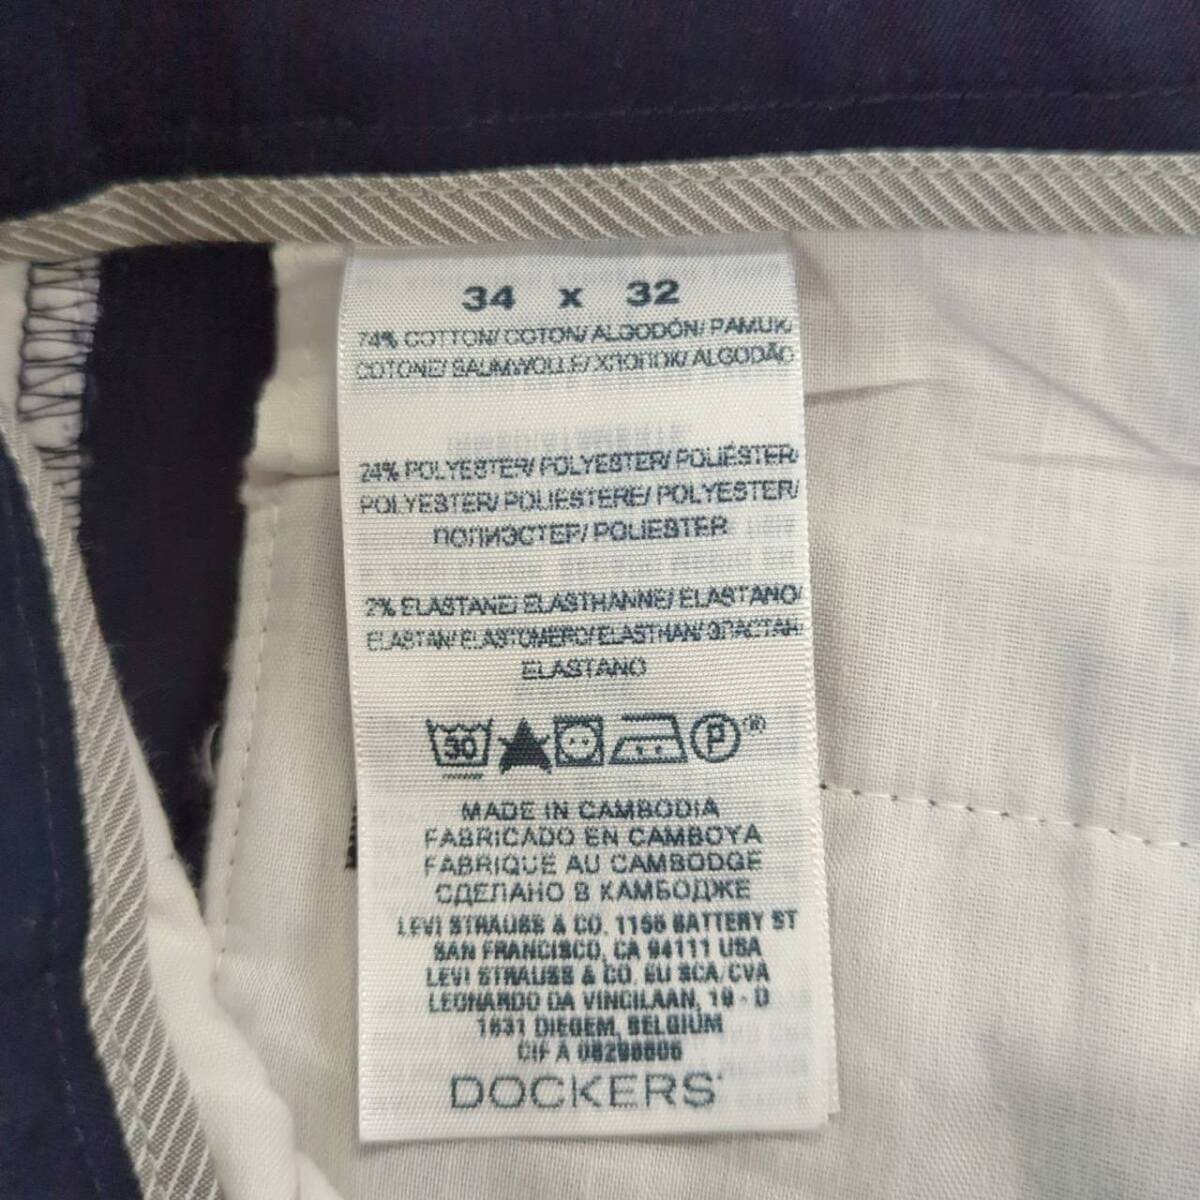 34 x 32
74% COTTON/ COTON/ ALGODÓN/ PAMUK/
COTONE/ BAUMWOLLE/ХЛОПОК/ ALGODÃO
24% POLYESTER/ POLYESTER/ POLIÉSTER/
POLYESTER/ POLIESTERE/ POLYESTER/
ПОЛИЭСТЕР/ POLIESTER
2% ELASTANE/ ELASTHANNE/ ELASTANO/
ELASTAN/ ELASTOMERO/ELASTHAN/ЭЛАСТАН/
ELASTANO
30 P ®
MADE IN CAMBODIA
FABRICADO EN CAMBOYA
FABRIQUE AU CAMBODGE
СДЕЛАНО В КАМБОДЖЕ
LEVI STRAUSS & CO. 1155 BATTERY ST
SAN FRANCISCO, CA 94111 USA
LEVI STRAUSS & CO. EU SCA/CVA
LEONARDO DA VINCILAAN, 19 - D
1831 DIEGEM, BELGIUM
CIF A
DOCKERS